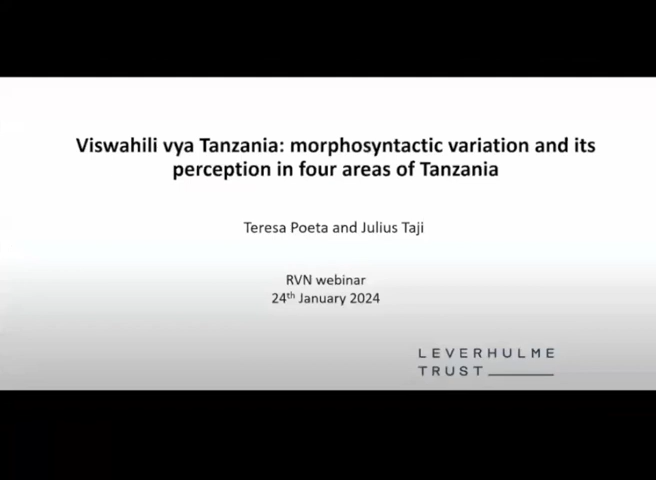 Viswahili vya Tanzania: morphosyntactic variation and its
perception in four areas of Tanzania
Teresa Poeta and Julius Taji
RVN webinar
24th January 2024
LEVERHULME
TRUST